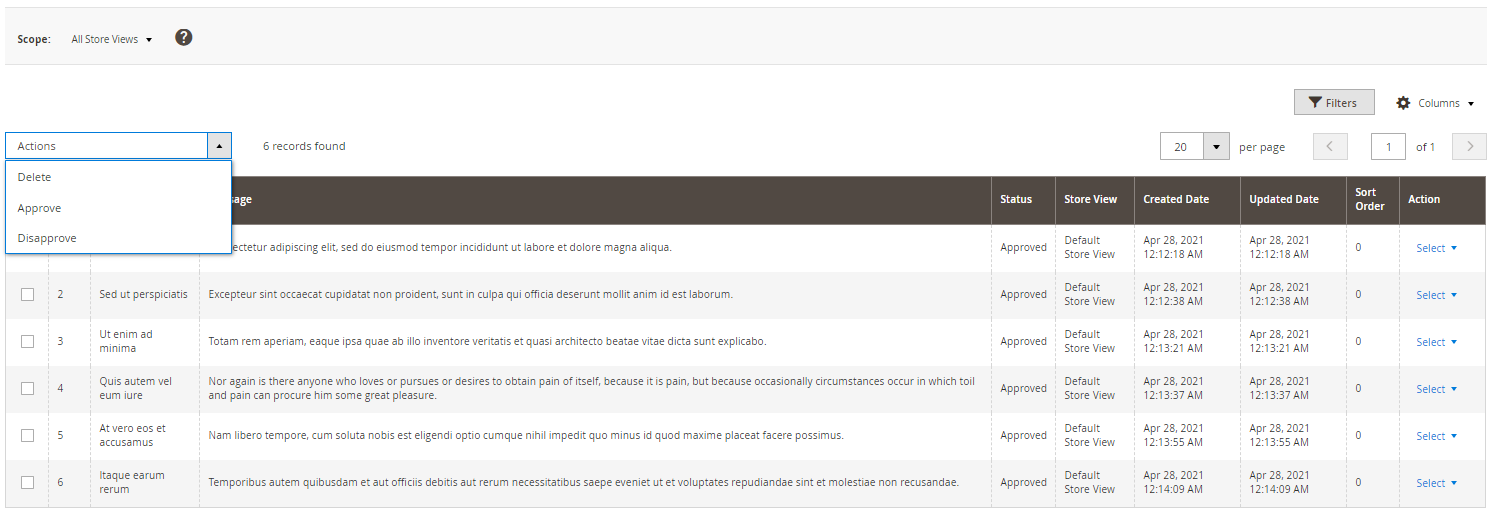 Scope: All Store Views ?
Filters Columns
Actions 6 records found 20 per page 1 of 1
Delete
Approve
Disapprove
Status Store View Created Date Updated Date Sort Order Action
adipiscing elit, sed do eiusmod tempor incididunt ut labore et dolore magna aliqua. Approved Default Apr 28, 2021 Apr 28, 2021 0 Select
Store View 12:12:18 AM 12:12:18 AM
2 Sed ut perspiciatis Excepteur sint occaecat cupidatat non proident, sunt in culpa qui officia deserunt mollit anim id est laborum. Approved Default Apr 28, 2021 Apr 28, 2021 0 Select
Store View 12:12:38 AM 12:12:38 AM
3 Ut enim ad Totam rem aperiam, eaque ipsa quae ab illo inventore veritatis et quasi architecto beatae vitae dicta sunt explicabo. Approved Default Apr 28, 2021 Apr 28, 2021 0 Select
minima Store View 12:13:21 AM 12:13:21 AM
4 Quis autem vel Nor again is there anyone who loves or pursues or desires to obtain pain of itself, because it is pain, but because occasionally circumstances occur in which toil Approved Default Apr 28, 2021 Apr 28, 2021 0 Select
eum iure and pain can procure him some great pleasure. Store View 12:13:37 AM 12:13:37 AM
5 At vero eos et Nam libero tempore, cum soluta nobis est eligendi optio cumque nihil impedit quo minus id quod maxime placeat facere possimus. Approved Default Apr 28, 2021 Apr 28, 2021 0 Select
accusamus Store View 12:13:55 AM 12:13:55 AM
6 Itaque earum Temporibus autem quibusdam et aut officiis debitis aut rerum necessitatibus saepe eveniet ut et voluptates repudiandae sint et molestiae non recusandae. Approved Default Apr 28, 2021 Apr 28, 2021 0 Select
rerum Store View 12:14:09 AM 12:14:09 AM